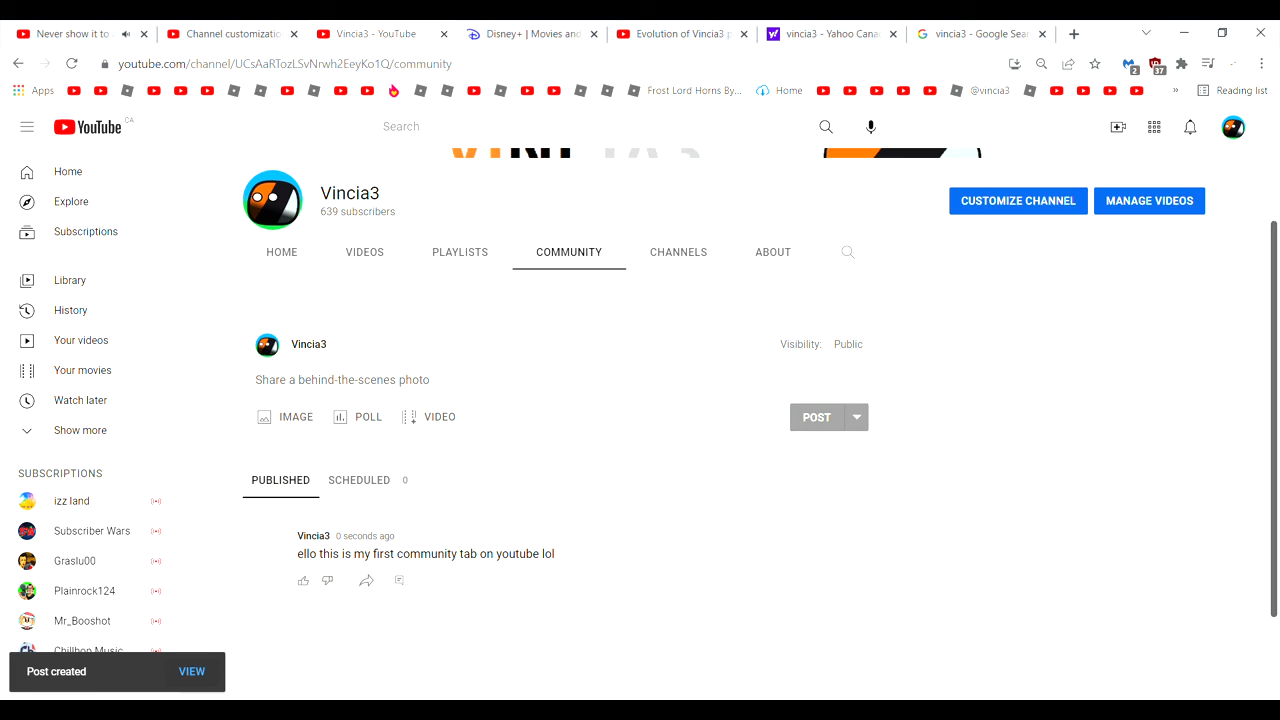 Never show it to
Channel customizatio
Vincia3 - YouTube
Disney+ | Movies and
Evolution of Vincia3 p
vincia3 - Yahoo Cana
vincia3 - Google Sear
youtube.com/channel/UCsAaRTozLSvNrwh2EeyKo1Q/community
2
37
Apps
Frost Lord Horns By...
Home
@vincia3
»
Reading list
YouTube CA
Search
Home
Explore
Subscriptions
Library
History
Your videos
Your movies
Watch later
Show more
SUBSCRIPTIONS
izz land
Subscriber Wars
Graslu00
Plainrock124
Mr_Booshot
Chillhop Music
Vincia3
639 subscribers
CUSTOMIZE CHANNEL
MANAGE VIDEOS
HOME
VIDEOS
PLAYLISTS
COMMUNITY
CHANNELS
ABOUT
Vincia3
Visibility: Public
Share a behind-the-scenes photo
IMAGE
POLL
VIDEO
POST
PUBLISHED
SCHEDULED 0
Vincia3 0 seconds ago
ello this is my first community tab on youtube lol
Post created
VIEW